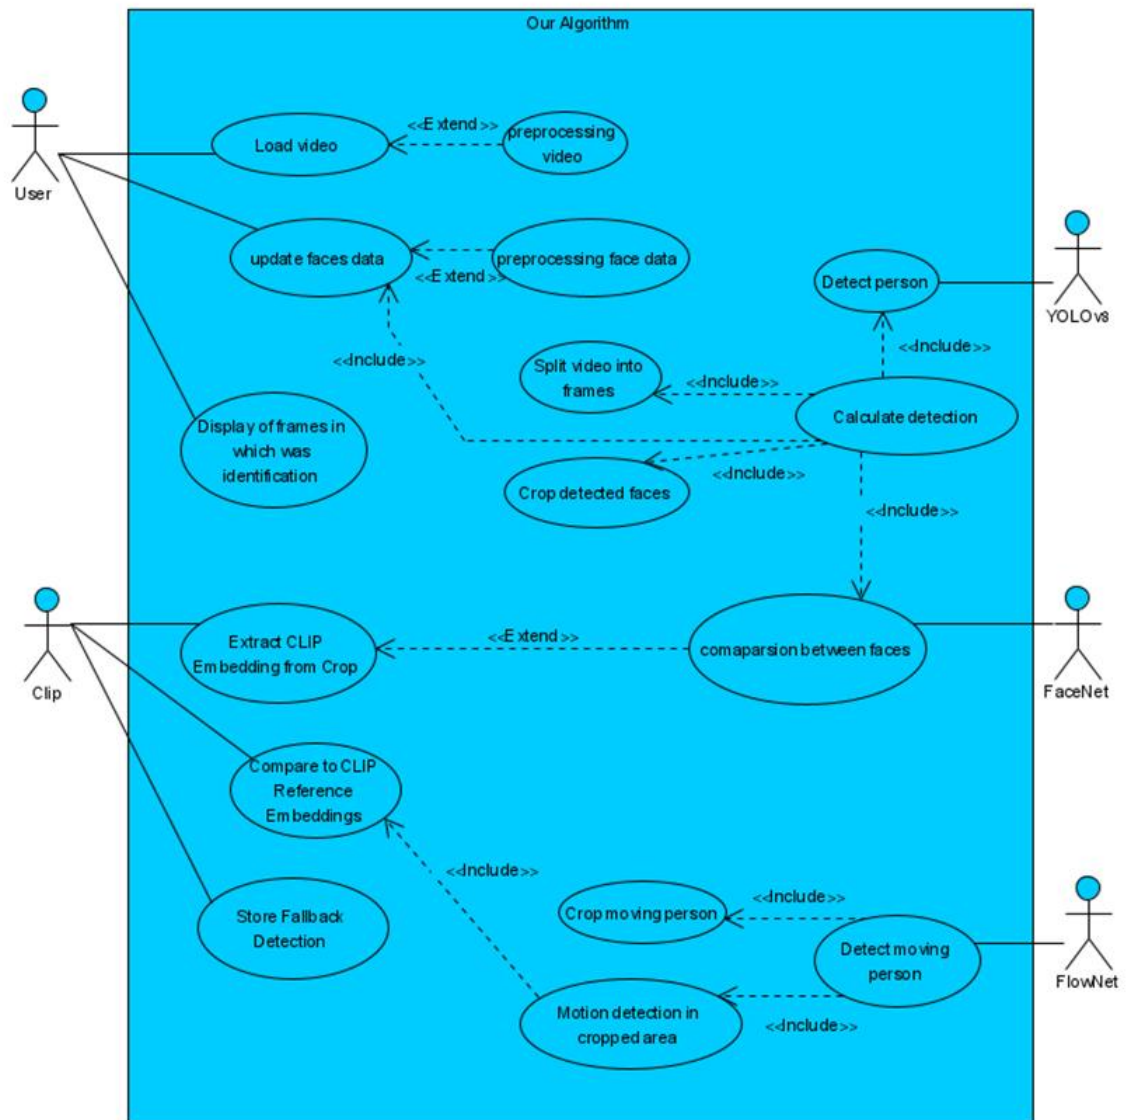 Our Algorithm
User
Load video
<<Extend>>
preprocessing
video
update faces data
<<Extend>>
preprocessing face data
Detect person
YOLOv8
<<Include>>
<<Include>>
Split video into
frames
<<Include>>
Calculate detection
Display of frames in
which was
identification
Crop detected faces
<<Include>>
<<Include>>
Clip
Extract CLIP
Embedding from Crop
<<Extend>>
comaparsion between faces
FaceNet
Compare to CLIP
Reference
Embeddings
<<Include>>
Store Fallback
Detection
Crop moving person
<<Include>>
Detect moving
person
FlowNet
Motion detection in
cropped area
<<Include>>